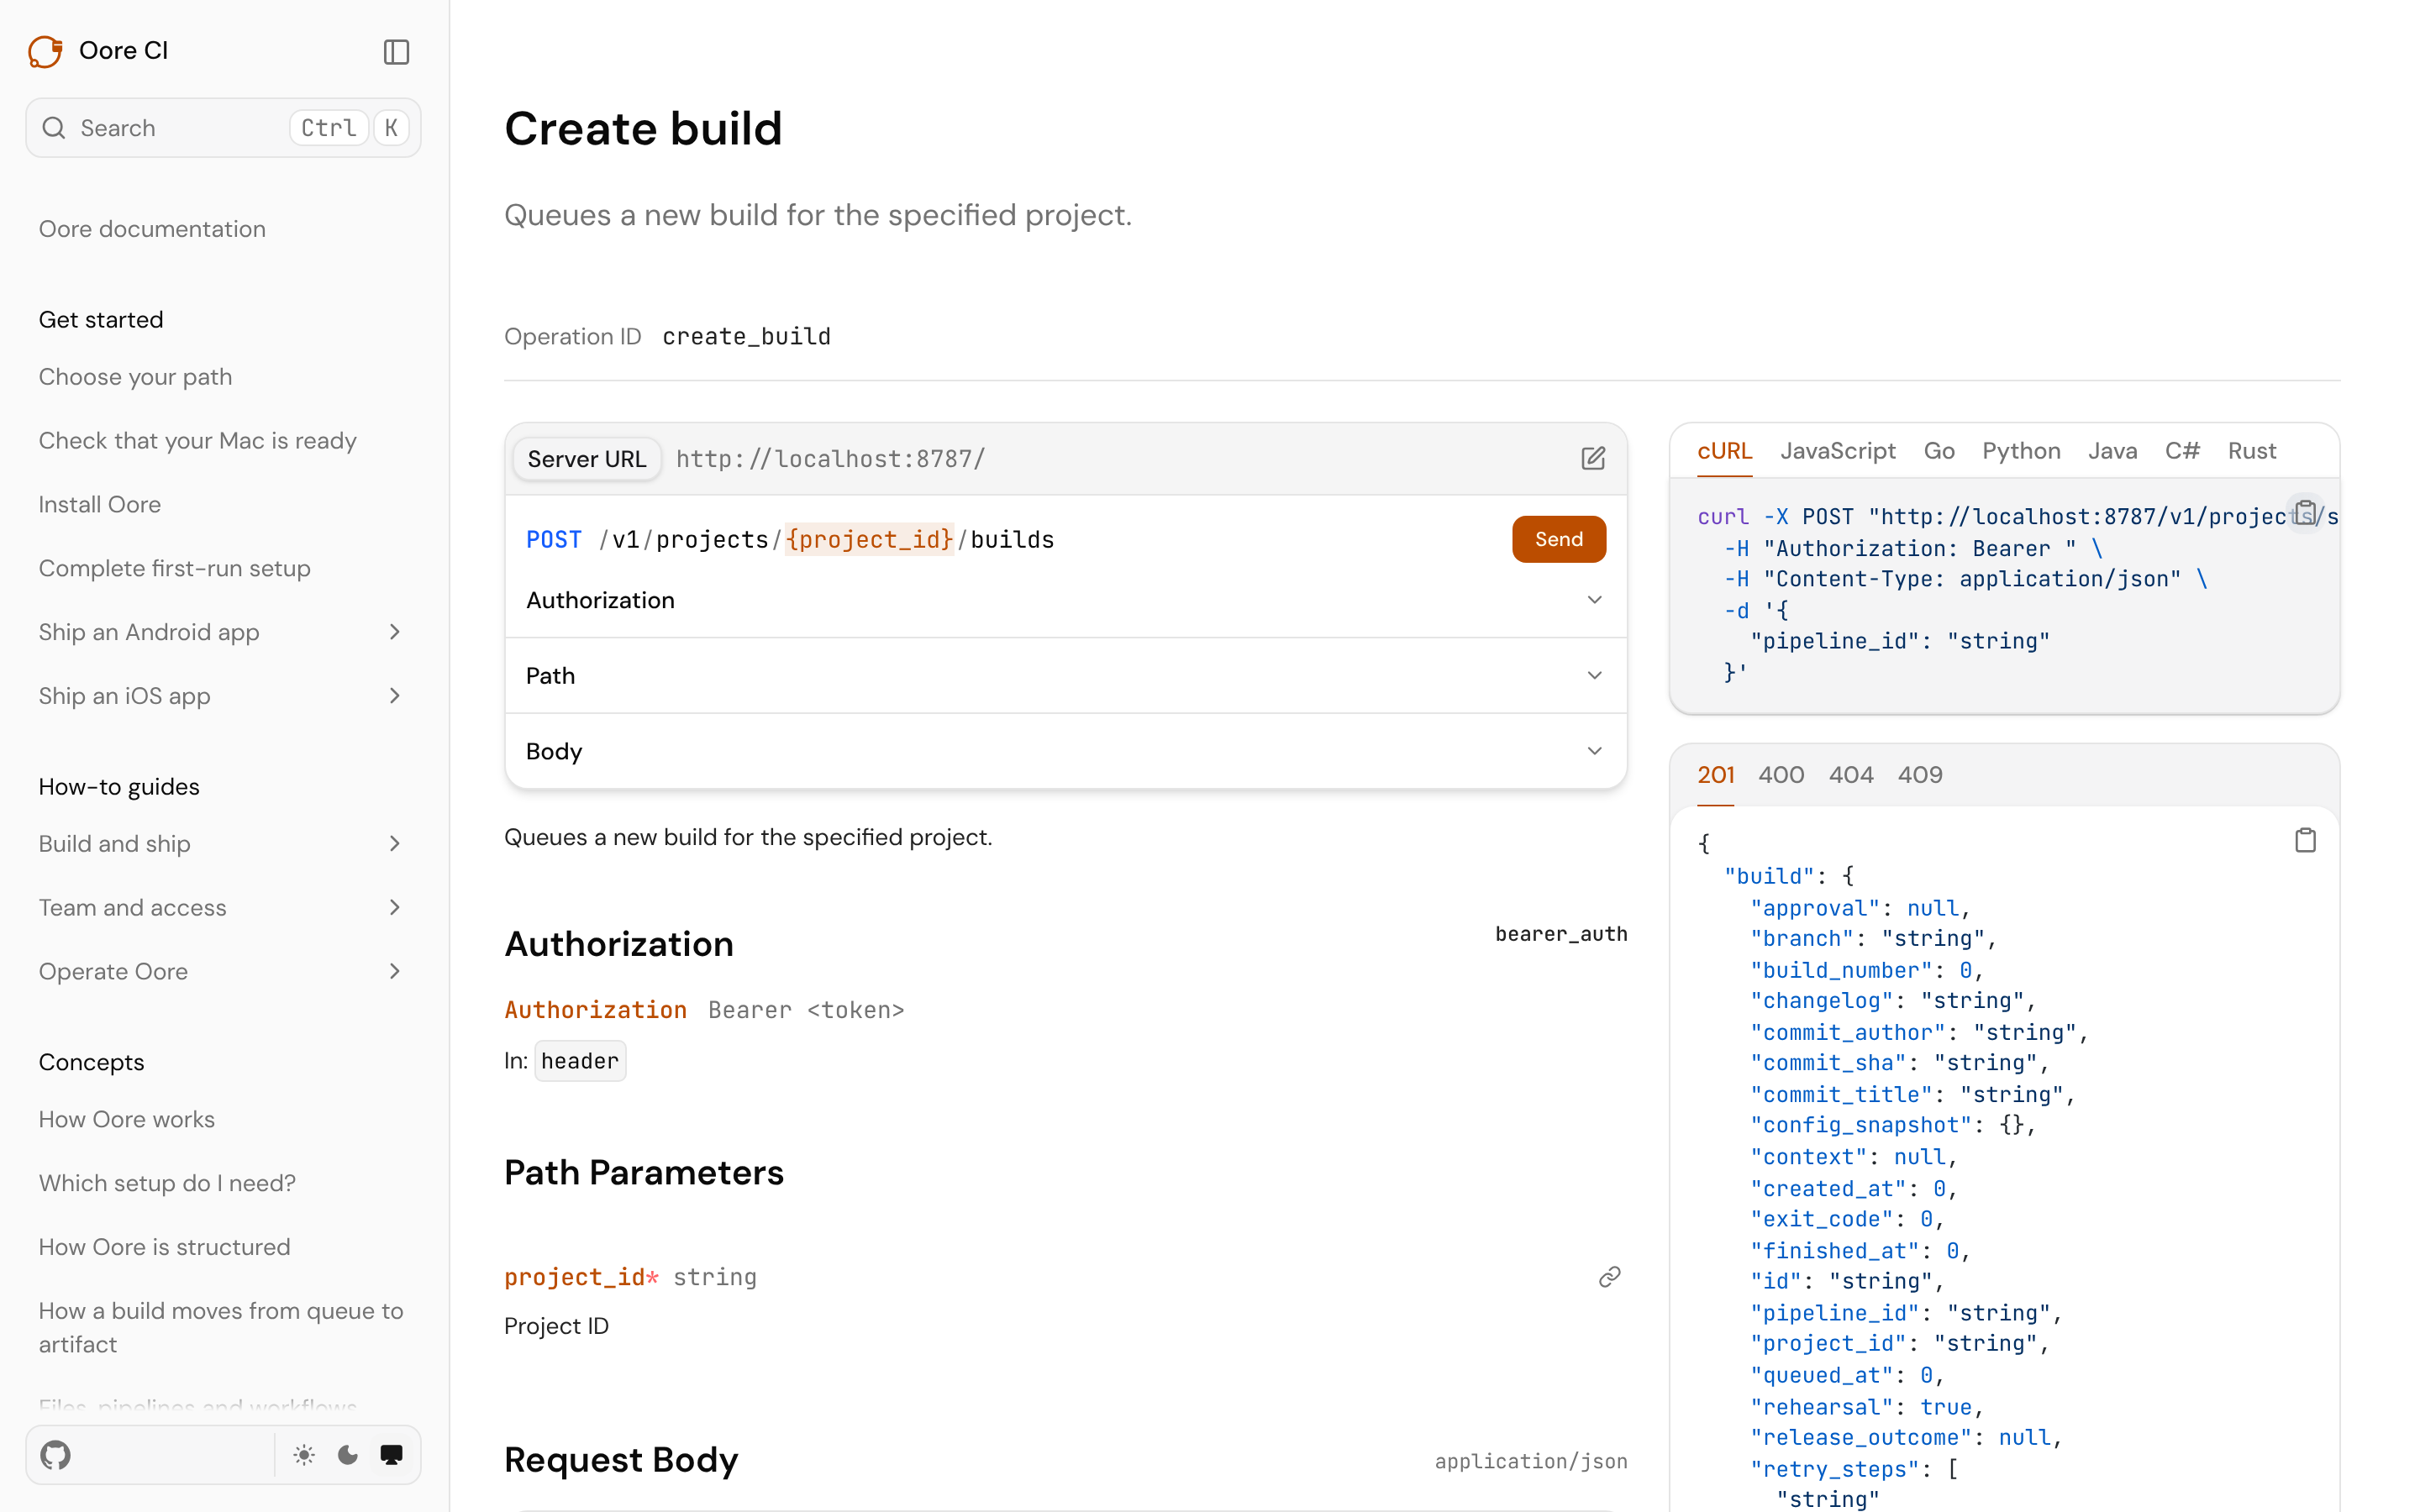 Oore CI
Search
Ctrl K
Oore documentation
Get started
Choose your path
Check that your Mac is ready
Install Oore
Complete first-run setup
Ship an Android app
Ship an iOS app
How-to guides
Build and ship
Team and access
Operate Oore
Concepts
How Oore works
Which setup do I need?
How Oore is structured
How a build moves from queue to
artifact
Files, pipelines and workflows
Create build
Queues a new build for the specified project.
Operation ID create_build
Server URL http://localhost:8787/
POST /v1/projects/{project_id}/builds
Send
Authorization
Path
Body
Queues a new build for the specified project.
Authorization
bearer_auth
Authorization Bearer <token>
In: header
Path Parameters
project_id* string
Project ID
Request Body
application/json
cURL JavaScript Go Python Java C# Rust
curl -X POST "http://localhost:8787/v1/projects/s
-H "Authorization: Bearer " \
-H "Content-Type: application/json" \
-d '{
"pipeline_id": "string"
}'
201 400 404 409
{
"build": {
"approval": null,
"branch": "string",
"build_number": 0,
"changelog": "string",
"commit_author": "string",
"commit_sha": "string",
"commit_title": "string",
"config_snapshot": {},
"context": null,
"created_at": 0,
"exit_code": 0,
"finished_at": 0,
"id": "string",
"pipeline_id": "string",
"project_id": "string",
"queued_at": 0,
"rehearsal": true,
"release_outcome": null,
"retry_steps": [
"string"